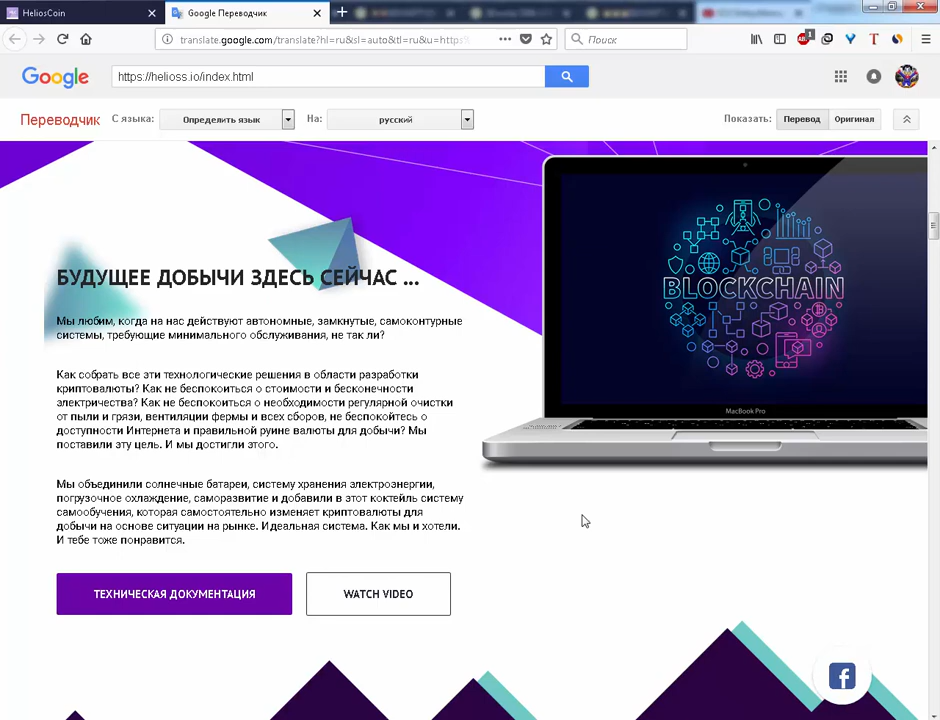 HeliosCoin
Google Переводчик
translate.google.com/translate?hl=ru&sl=auto&tl=ru&u=https
Поиск
Google
https://helioss.io/index.html
Переводчик
С языка:
Определить язык
На:
русский
Показать:
Перевод
Оригинал
БУДУЩЕЕ ДОБЫЧИ ЗДЕСЬ СЕЙЧАС ...
Мы любим, когда на нас действуют автономные, замкнутые, самоконтурные
системы, требующие минимального обслуживания, не так ли?
Как собрать все эти технологические решения в области разработки
криптовалюты? Как не беспокоиться о стоимости и бесконечности
электричества? Как не беспокоиться о необходимости регулярной очистки
от пыли и грязи, вентиляции фермы и всех сборов, не беспокойтесь о
доступности Интернета и правильной руине валюты для добычи? Мы
поставили эту цель. И мы достигли этого.
Мы объединили солнечные батареи, систему хранения электроэнергии,
погрузочное охлаждение, саморазвитие и добавили в этот коктейль систему
самообучения, которая самостоятельно изменяет криптовалюты для
добычи на основе ситуации на рынке. Идеальная система. Как мы и хотели.
И тебе тоже понравится.
ТЕХНИЧЕСКАЯ ДОКУМЕНТАЦИЯ
WATCH VIDEO
BLOCKCHAIN
MacBook Pro